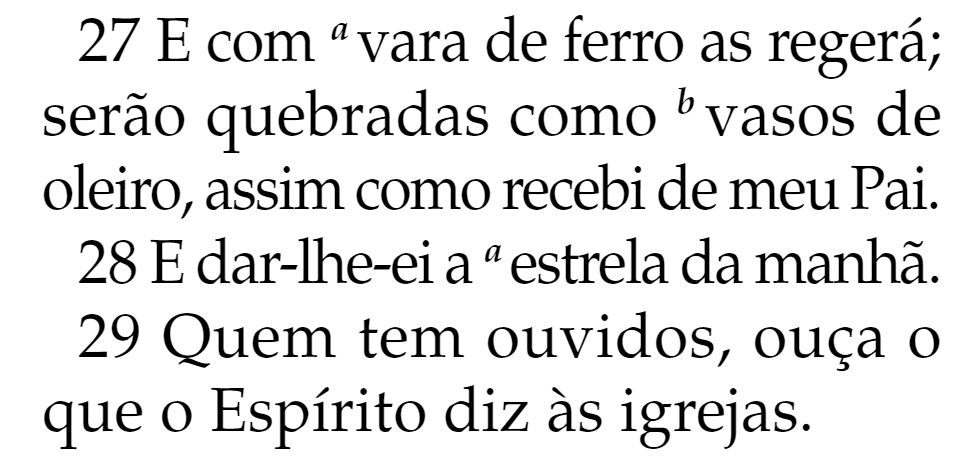 27 E com a vara de ferro as regerá;
serão quebradas como b vasos de
oleiro, assim como recebi de meu Pai.
28 E dar-lhe-ei a a estrela da manhã.
29 Quem tem ouvidos, ouça o
que o Espírito diz às igrejas.